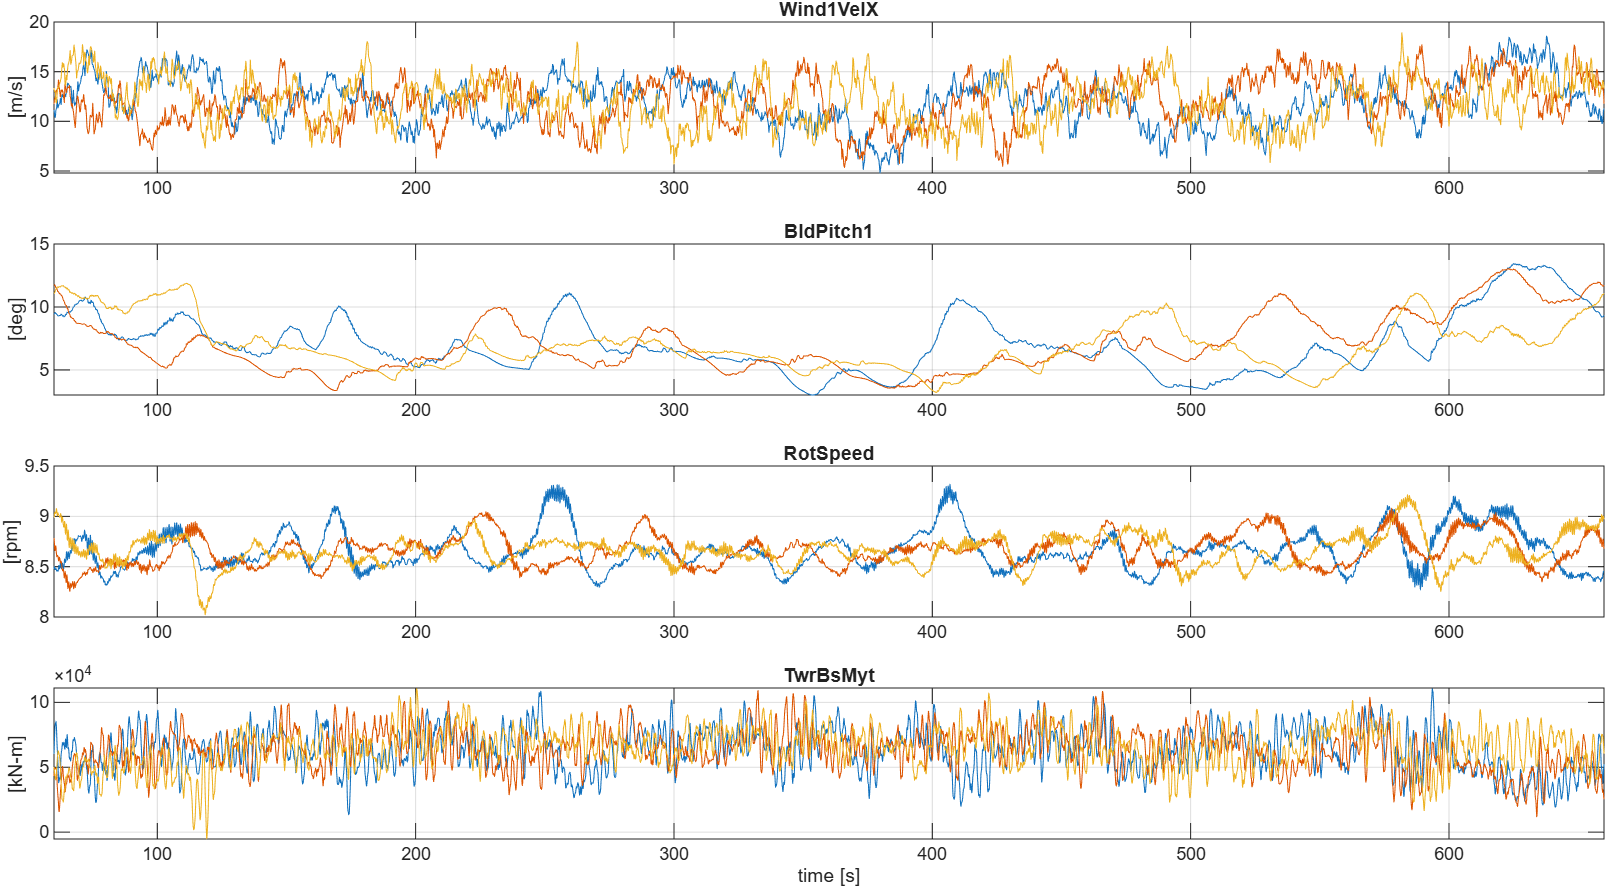 Wind1VelX
20
15
10
5
[m/s]
100 200 300 400 500 600
BldPitch1
15
10
5
[deg]
100 200 300 400 500 600
RotSpeed
9.5
9
8.5
8
[rpm]
100 200 300 400 500 600
TwrBsMyt
×10⁴
10
5
0
[kN-m]
100 200 300 400 500 600
time [s]